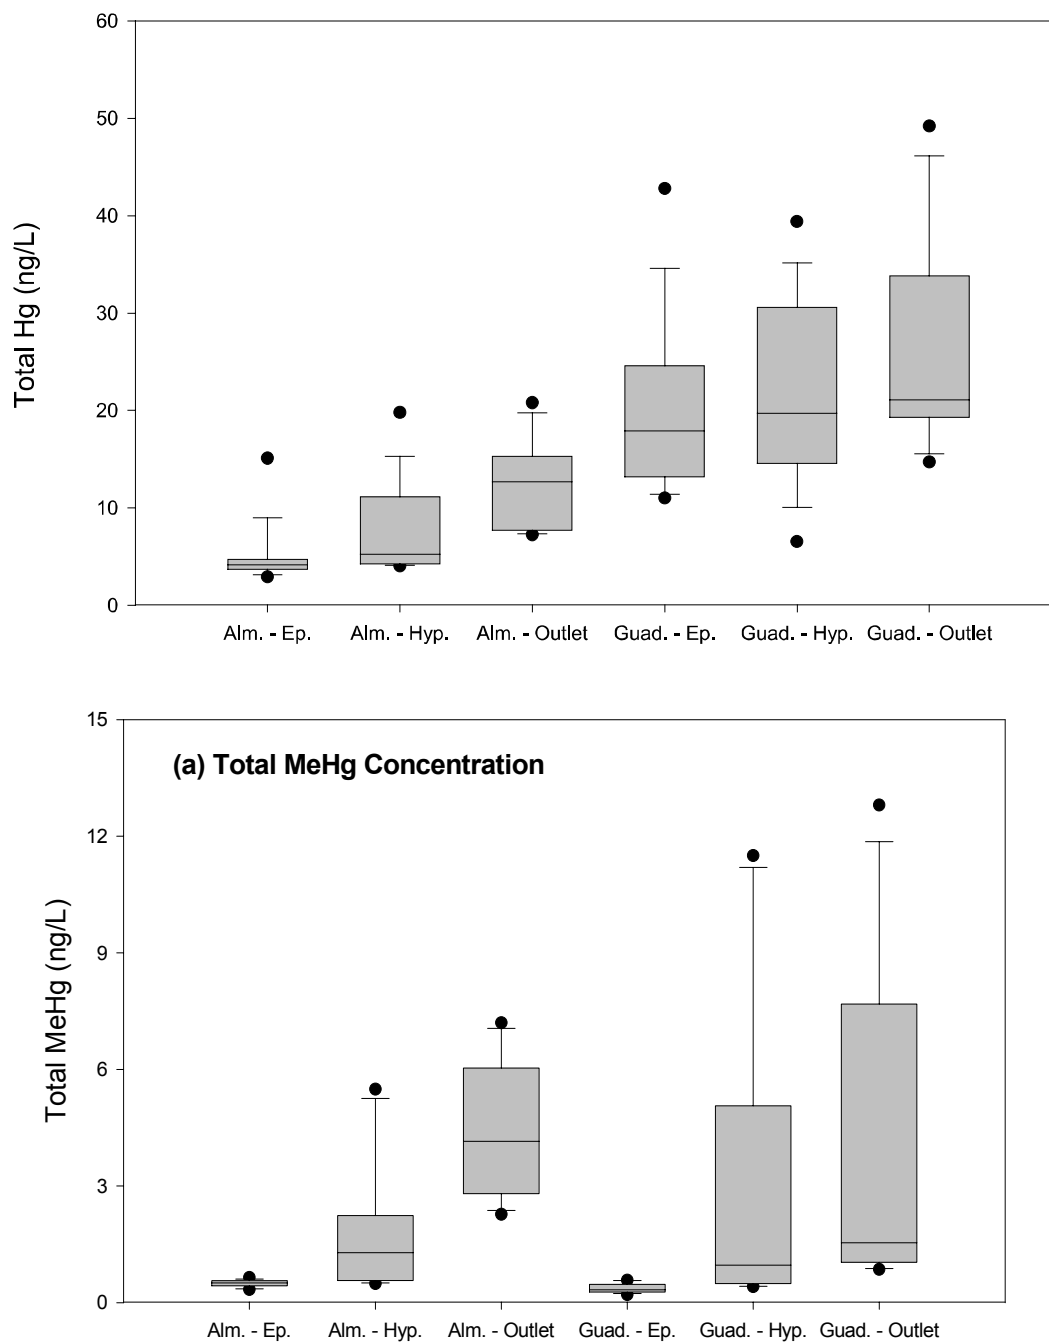 60
50
40
30
20
10
0
Total Hg (ng/L)
Alm. - Ep. Alm. - Hyp. Alm. - Outlet Guad. - Ep. Guad. - Hyp. Guad. - Outlet
(a) Total MeHg Concentration
15
12
9
6
3
0
Total MeHg (ng/L)
Alm. - Ep. Alm. - Hyp. Alm. - Outlet Guad. - Ep. Guad. - Hyp. Guad. - Outlet